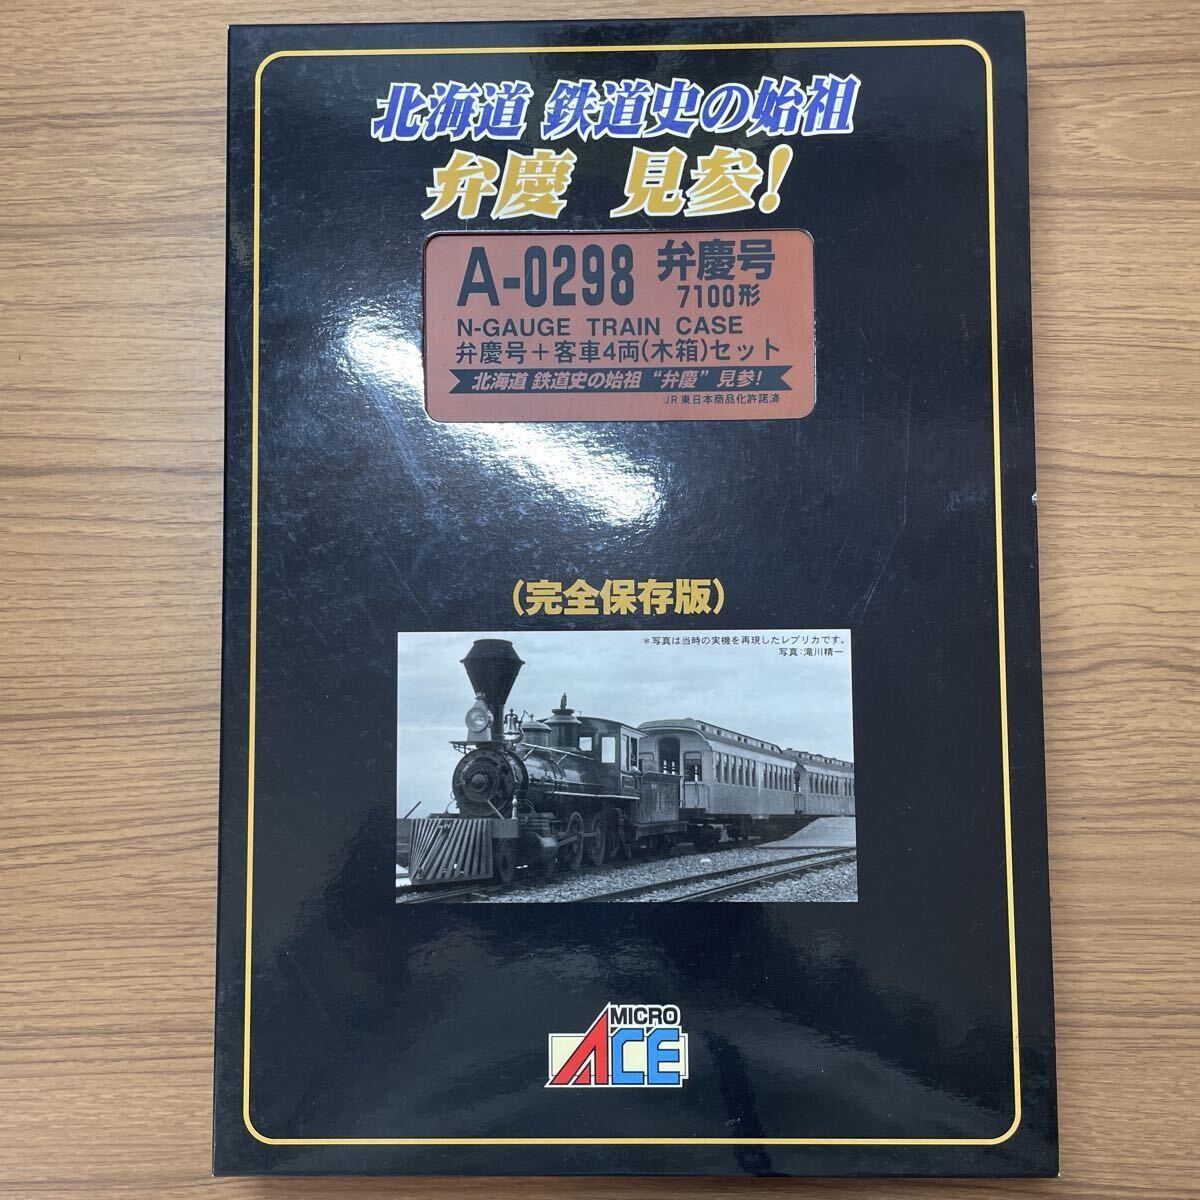 北海道 鉄道史の始祖
弁慶 見参!
A-0298 弁慶号
7100形
N-GAUGE TRAIN CASE
弁慶号+客車4両(木箱)セット
北海道 鉄道史の始祖 “弁慶” 見参!
JR東日本商品化許諾済
(完全保存版)
*写真は当時の実機を再現したレプリカです。
写真:滝川精一
MICRO
ACE